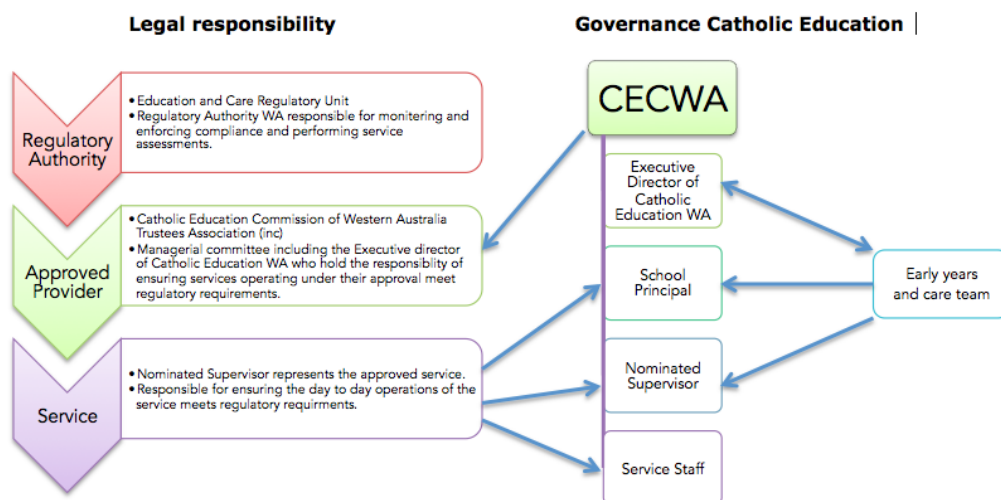 Legal responsibility
Governance Catholic Education
Regulatory
Authority
• Education and Care Regulatory Unit
• Regulatory Authority WA responsible for monitoring and
enforcing compliance and performing service
assessments.
Approved
Provider
• Catholic Education Commission of Western Australia
Trustees Association (inc)
• Managerial committee including the Executive director
of Catholic Education WA who hold the responsiblity of
ensuring services operating under their approval meet
regulatory requirements.
Service
• Nominated Supervisor represents the approved service.
• Responsible for ensuring the day to day operations of the
service meets regulatory requirments.
CECWA
Executive
Director of
Catholic
Education WA
School
Principal
Nominated
Supervisor
Service Staff
Early years
and care team